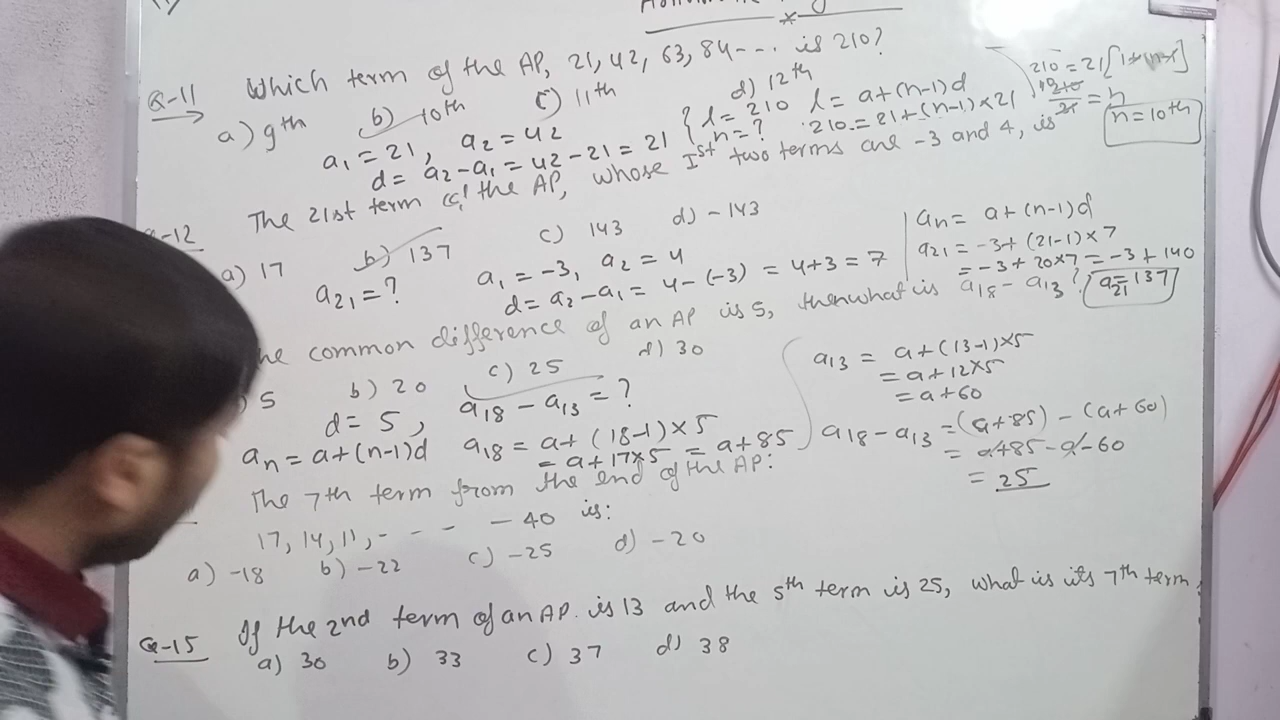 Q-11 Which term of the AP, 21, 42, 63, 84--.. is 210?
a) 9th b) 10th c) 11th d) 12th
a1 = 21, a2 = 42
d = a2 - a1 = 42 - 21 = 21
l = 210
n = ?
l = a + (n-1)d
210 = 21 + (n-1) × 21
210 = 21[
= n
n = 10th
The 21st term of the AP, whose Ist two terms are -3 and 4, is
-12
a) 17 b) 137 c) 143 d) -143
a21 = ?
a1 = -3, a2 = 4
d = a2 - a1 = 4 - (-3) = 4+3 = 7
an = a + (n-1)d
a21 = -3 + (21-1) × 7
= -3 + 20×7 = -3 + 140
a21 = 137
he common difference of an AP is 5, then what is a18 - a13?
) 5 b) 20 c) 25 d) 30
d = 5, a18 - a13 = ?
an = a + (n-1)d a18 = a + (18-1) × 5
= a + 17×5 = a + 85
a13 = a + (13-1)×5
= a + 12×5
= a + 60
a18 - a13 = (a + 85) - (a + 60)
= a + 85 - a - 60
= 25
The 7th term from the end of the AP:
17, 14, 11, - - - - 40 is:
a) -18 b) -22 c) -25 d) -20
Q-15 If the 2nd term of an AP. is 13 and the 5th term is 25, what is its 7th term
a) 30 b) 33 c) 37 d) 38